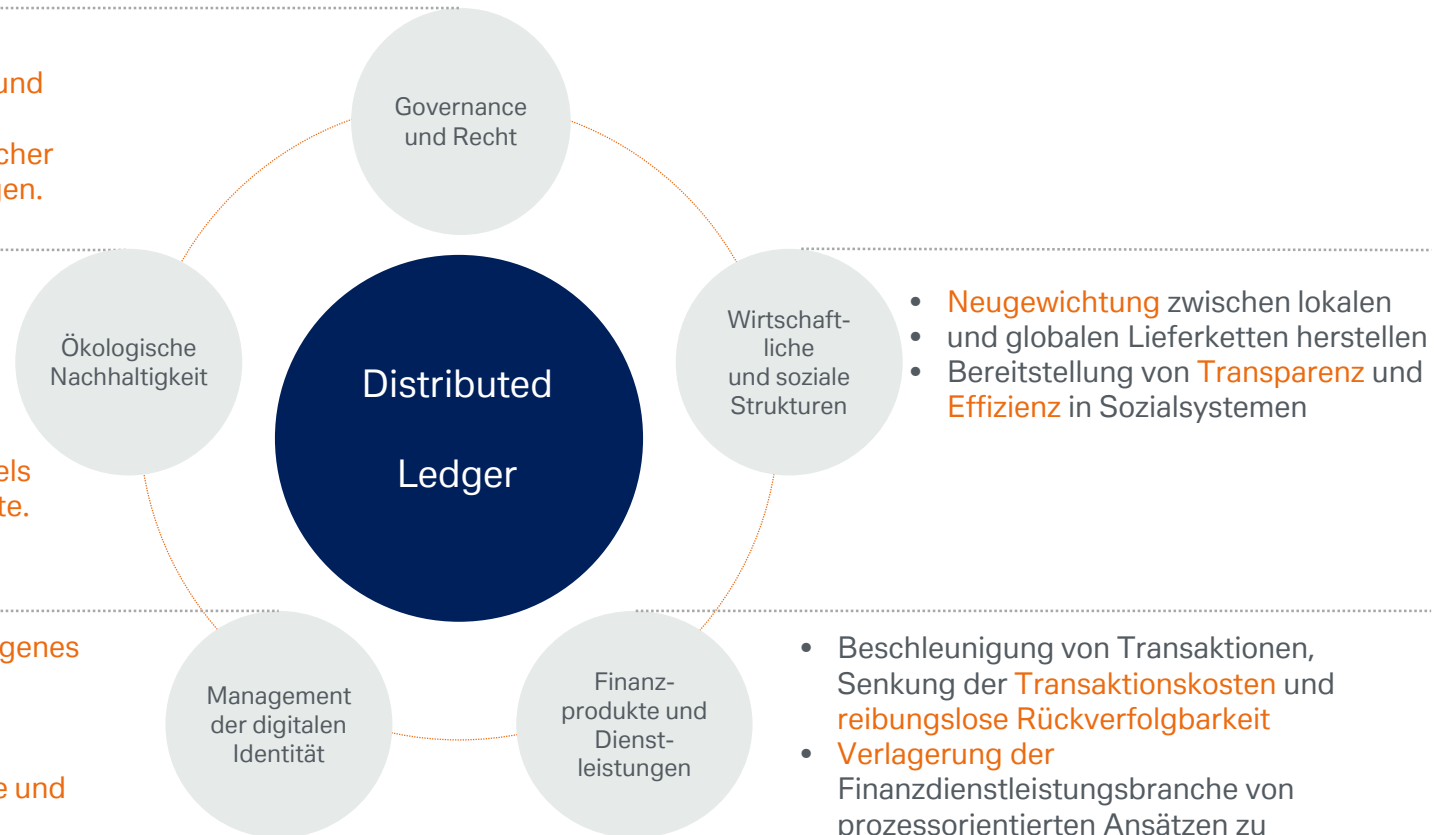 und
cher
gen.
Governance
und Recht
Ökologische
Nachhaltigkeit
els
te.
Distributed
Ledger
Wirtschaft-
liche
und soziale
Strukturen
• Neugewichtung zwischen lokalen
• und globalen Lieferketten herstellen
• Bereitstellung von Transparenz und
Effizienz in Sozialsystemen
genes
e und
Management
der digitalen
Identität
Finanz-
produkte und
Dienst-
leistungen
• Beschleunigung von Transaktionen,
Senkung der Transaktionskosten und
reibungslose Rückverfolgbarkeit
• Verlagerung der
Finanzdienstleistungsbranche von
prozessorientierten Ansätzen zu